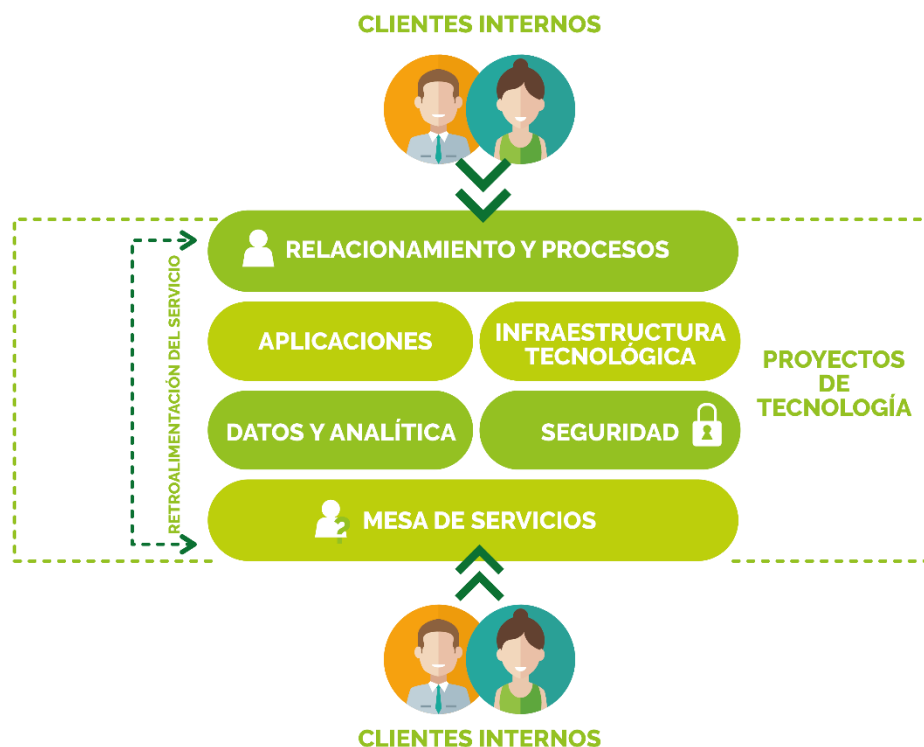 CLIENTES INTERNOS
RELACIONAMIENTO Y PROCESOS
RETROALIMENTACIÓN DEL SERVICIO
APLICACIONES
INFRAESTRUCTURA
TECNOLÓGICA
DATOS Y ANALÍTICA
SEGURIDAD
PROYECTOS
DE
TECNOLOGÍA
MESA DE SERVICIOS
?
CLIENTES INTERNOS